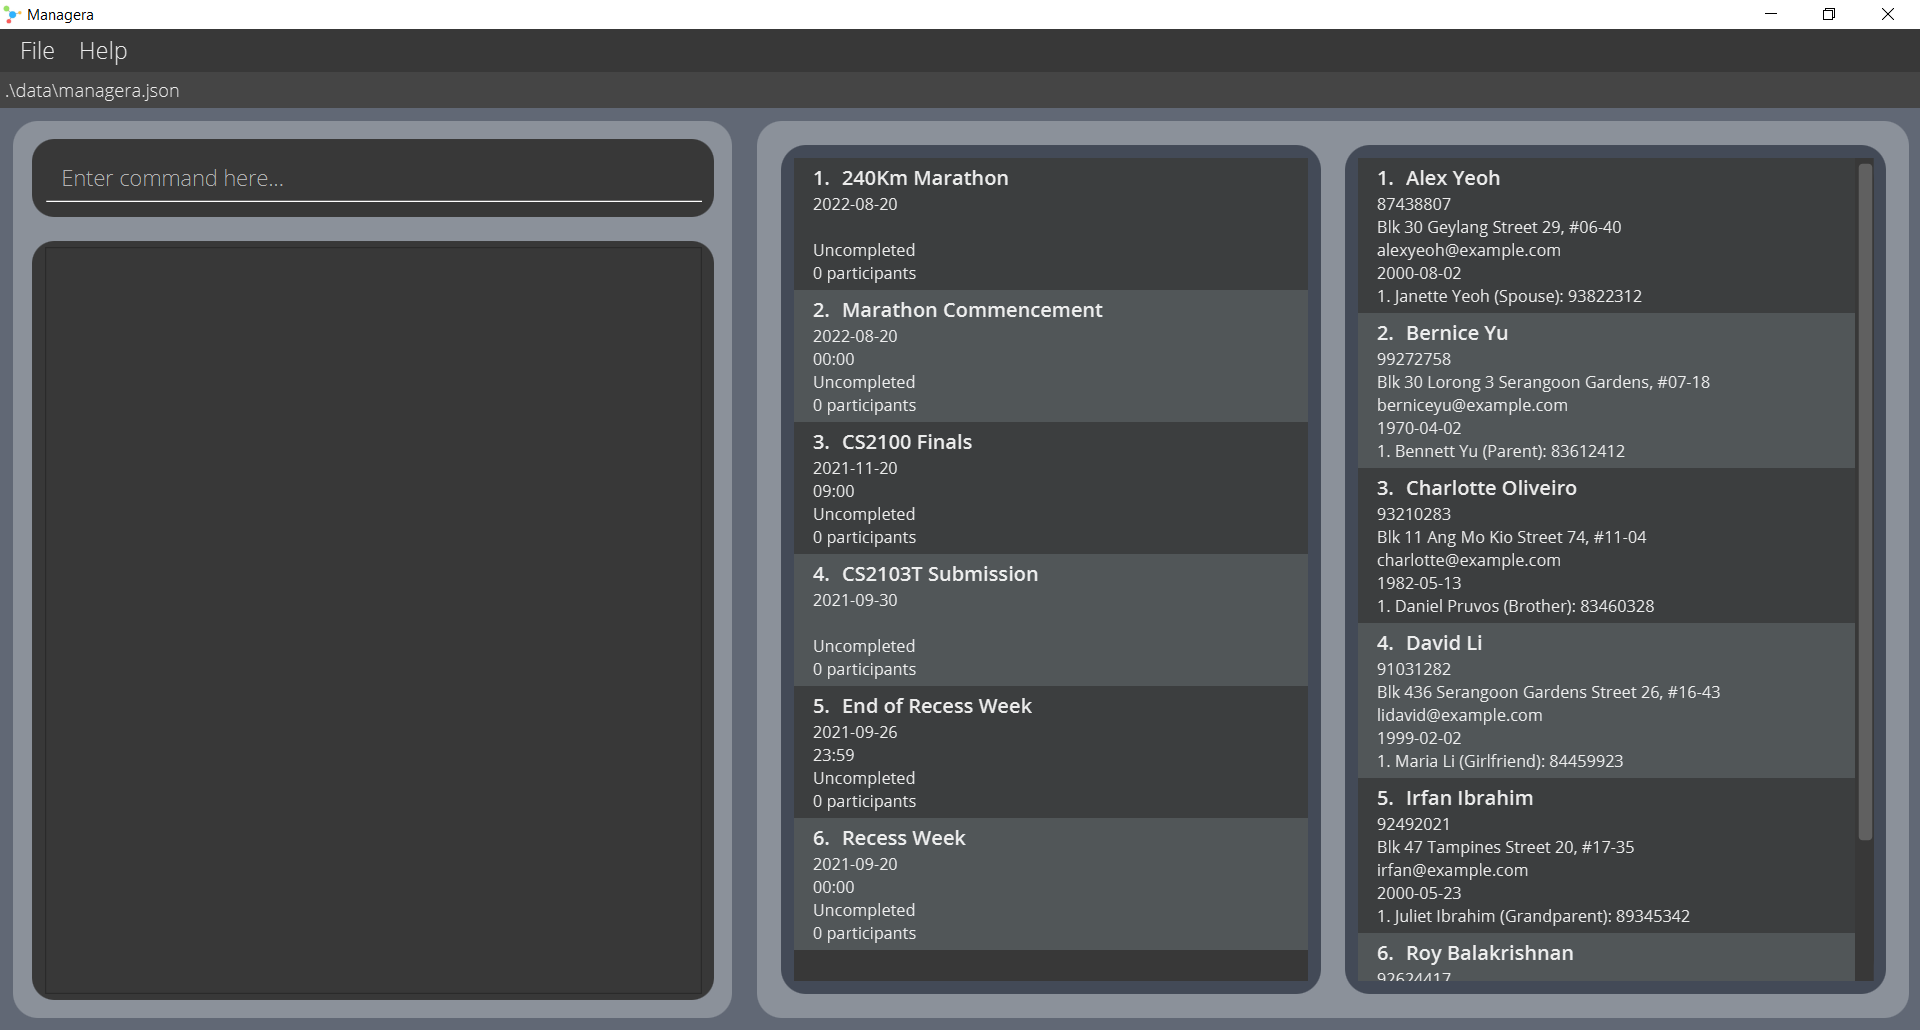 Managera
File Help
.\data\managera.json
Enter command here...
1. 240Km Marathon
2022-08-20
Uncompleted
0 participants
2. Marathon Commencement
2022-08-20
00:00
Uncompleted
0 participants
3. CS2100 Finals
2021-11-20
09:00
Uncompleted
0 participants
4. CS2103T Submission
2021-09-30
Uncompleted
0 participants
5. End of Recess Week
2021-09-26
23:59
Uncompleted
0 participants
6. Recess Week
2021-09-20
00:00
Uncompleted
0 participants
1. Alex Yeoh
87438807
Blk 30 Geylang Street 29, #06-40
alexyeoh@example.com
2000-08-02
1. Janette Yeoh (Spouse): 93822312
2. Bernice Yu
99272758
Blk 30 Lorong 3 Serangoon Gardens, #07-18
berniceyu@example.com
1970-04-02
1. Bennett Yu (Parent): 83612412
3. Charlotte Oliveiro
93210283
Blk 11 Ang Mo Kio Street 74, #11-04
charlotte@example.com
1982-05-13
1. Daniel Pruvos (Brother): 83460328
4. David Li
91031282
Blk 436 Serangoon Gardens Street 26, #16-43
lidavid@example.com
1999-02-02
1. Maria Li (Girlfriend): 84459923
5. Irfan Ibrahim
92492021
Blk 47 Tampines Street 20, #17-35
irfan@example.com
2000-05-23
1. Juliet Ibrahim (Grandparent): 89345342
6. Roy Balakrishnan
92624417